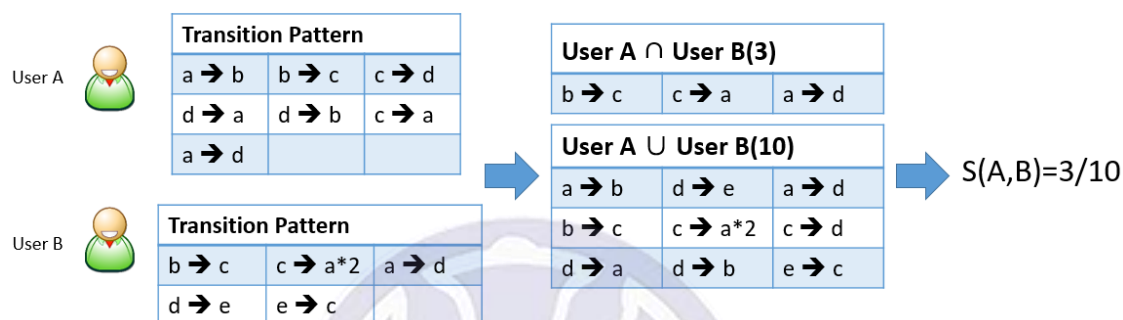 User A
Transition Pattern
a → b b → c c → d
d → a d → b c → a
a → d
User B
Transition Pattern
b → c c → a*2 a → d
d → e e → c
User A ∩ User B(3)
b → c c → a a → d
User A ∪ User B(10)
a → b d → e a → d
b → c c → a*2 c → d
d → a d → b e → c
S(A,B)=3/10